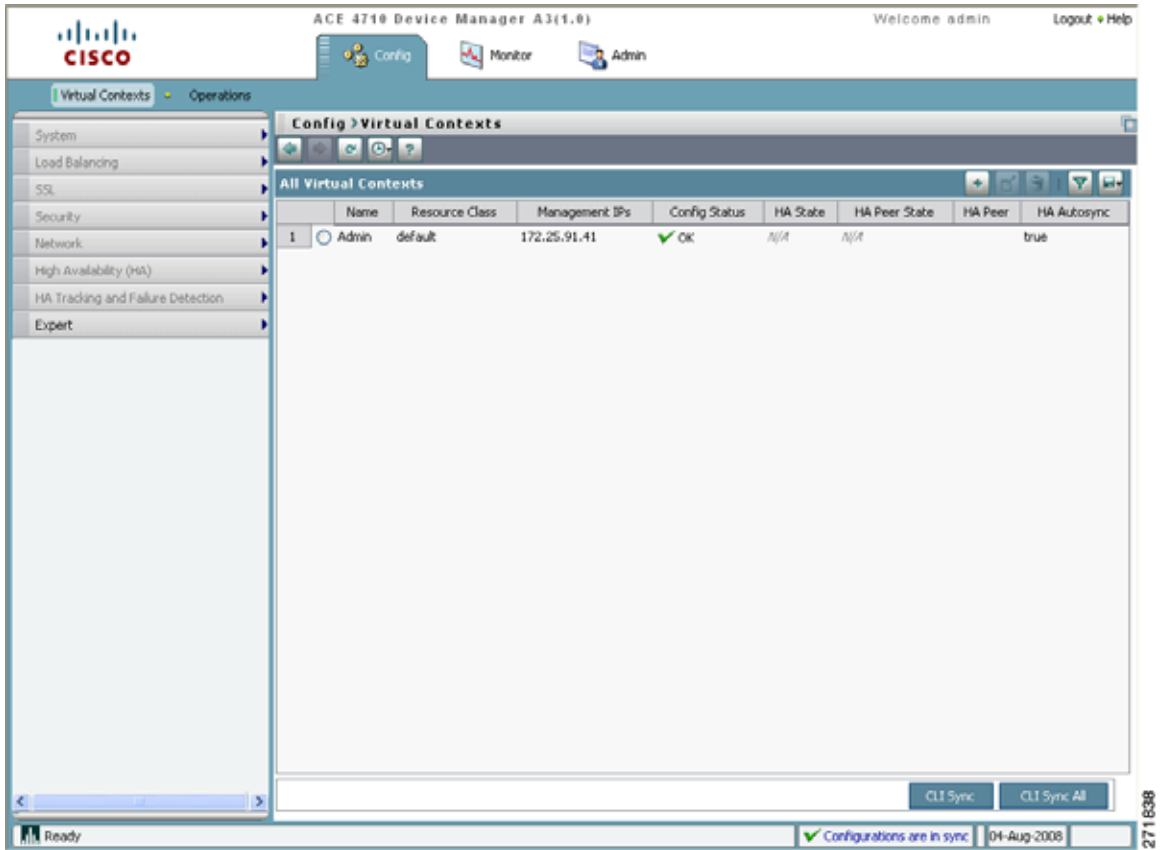 CISCO
ACE 4710 Device Manager A3(1.0)
Welcome admin
Logout
Help
Config
Monitor
Admin
Virtual Contexts
Operations
System
Load Balancing
SSL
Security
Network
High Availability (HA)
HA Tracking and Failure Detection
Expert
Config > Virtual Contexts
?
All Virtual Contexts
Name Resource Class Management IPs Config Status HA State HA Peer State HA Peer HA Autosync
1 Admin default 172.25.91.41 OK N/A N/A true
CLI Sync
CLI Sync All
Ready
Configurations are in sync
04-Aug-2008
271838